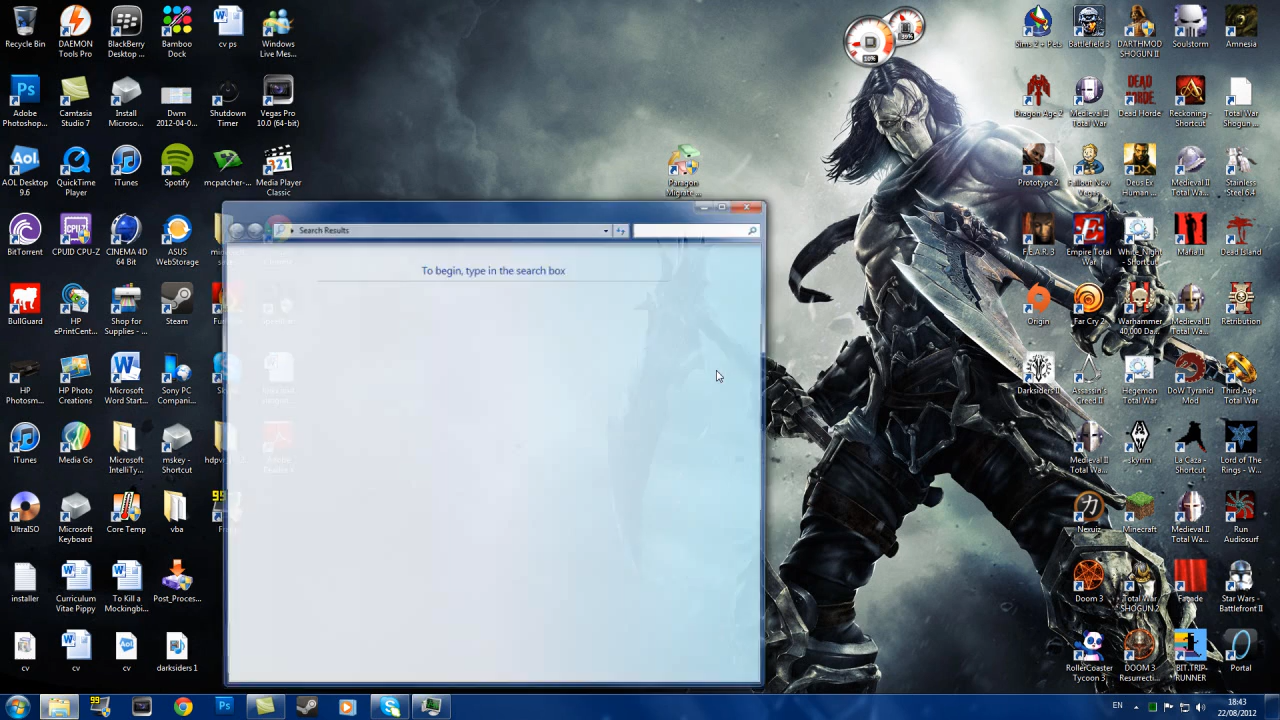 Recycle Bin
DAEMON
Tools Pro
BlackBerry
Desktop ...
Bamboo
Dock
cv ps
Windows
Live Mes...
Adobe
Photoshop...
Camtasia
Studio 7
Install
Microso...
Dwm
2012-04-0...
Shutdown
Timer
Vegas Pro
10.0 (64-bit)
AOL Desktop
9.6
QuickTime
Player
iTunes
Spotify
mcpatcher-...
Media Player
Classic
BitTorrent
CPUID CPU-Z
CINEMA 4D
64 Bit
ASUS
WebStorage
BullGuard
HP
ePrintCent...
Shop for
Supplies - ...
Steam
HP
Photosm...
HP Photo
Creations
Microsoft
Word Start...
Sony PC
Compani...
iTunes
Media Go
Microsoft
IntelliTy...
mskey -
Shortcut
UltraISO
Microsoft
Keyboard
Core Temp
vba
installer
Curriculum
Vitae Pippy
To Kill a
Mockingbi...
Post_Proces...
cv
cv
cv
darksiders 1
Paragon
Migrate ...
Search Results
To begin, type in the search box
10%
39%
Sims 2 + Pets
Battlefield 3
DARTHMOD
SHOGUN II
Soulstorm
Amnesia
Dragon Age 2
Medieval II
Total War
Dead Horde
Reckoning -
Shortcut
Total War
Shogun ...
Prototype 2
Fallout New
Vegas
Deus Ex
Human ...
Medieval II
Total Wa...
Stainless
Steel 6.4
F.E.A.R. 3
Empire Total
War
White_Night
- Shortcut
Mafia II
Dead Island
Origin
Far Cry 2
Warhammer
40,000 Da...
Medieval II
Total Wa...
Retribution
Darksiders II
Assassin's
Creed II
Hegemon
Total War
DoW Tyranid
Mod
Third Age -
Total War
Medieval II
Total Wa...
skyrim
La Caza -
Shortcut
Lord of The
Rings - W...
Nexuiz
Minecraft
Medieval II
Total Wa...
Run
Audiosurf
Doom 3
Total War
SHOGUN 2
Façade
Star Wars -
Battlefront II
RollerCoaster
Tycoon 3
DOOM 3
Resurrecti...
BIT.TRIP
RUNNER
Portal
EN
18:43
22/08/2012